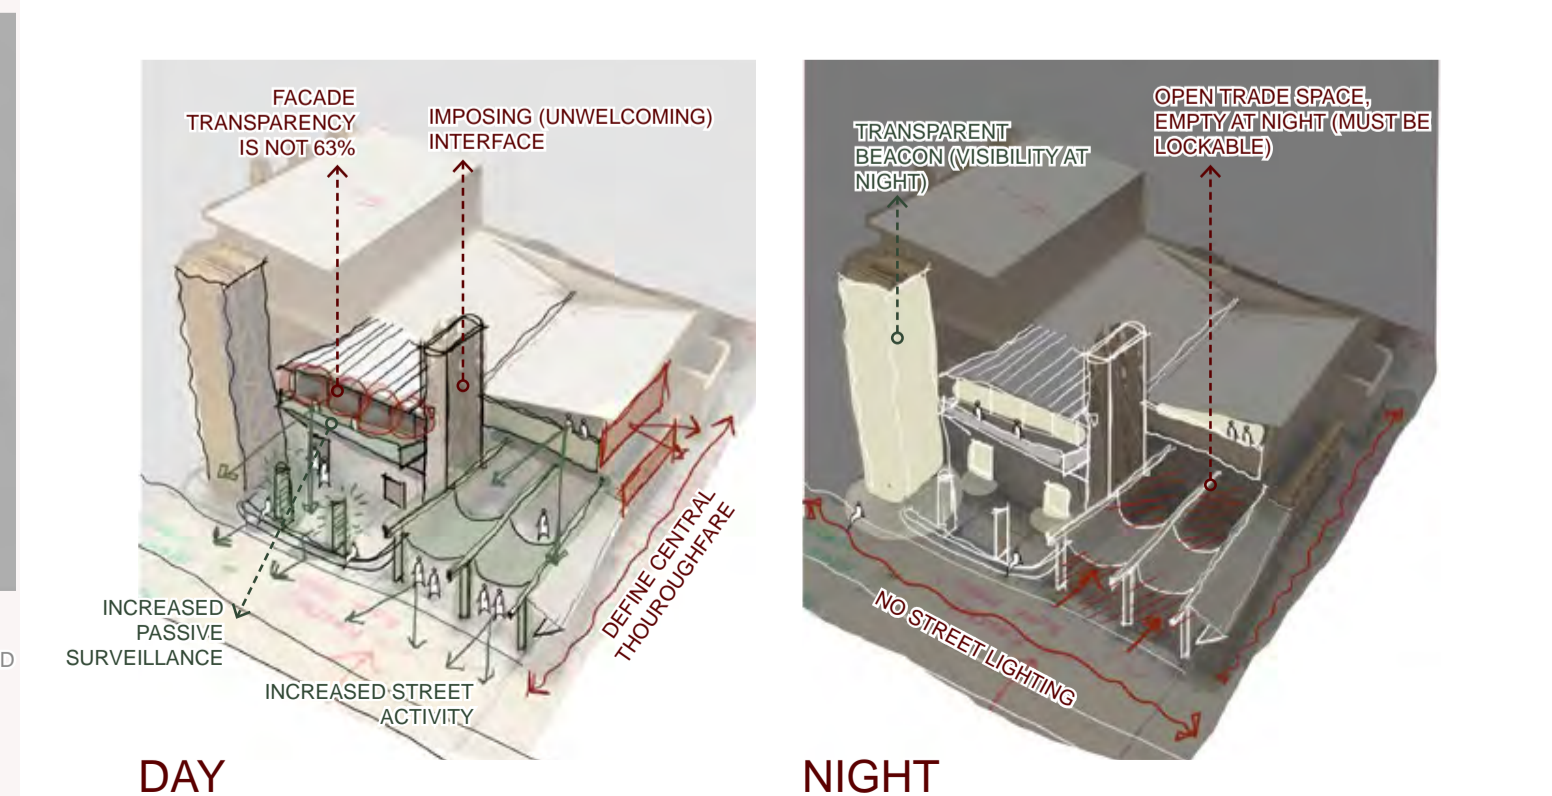 FACADE
TRANSPARENCY
IS NOT 63%
IMPOSING (UNWELCOMING)
INTERFACE
INCREASED
PASSIVE
SURVEILLANCE
INCREASED STREET
ACTIVITY
DEFINE CENTRAL
THOUROUGHFARE
DAY
TRANSPARENT
BEACON (VISIBILITY AT
NIGHT)
OPEN TRADE SPACE,
EMPTY AT NIGHT (MUST BE
LOCKABLE)
NO STREET LIGHTING
NIGHT
D